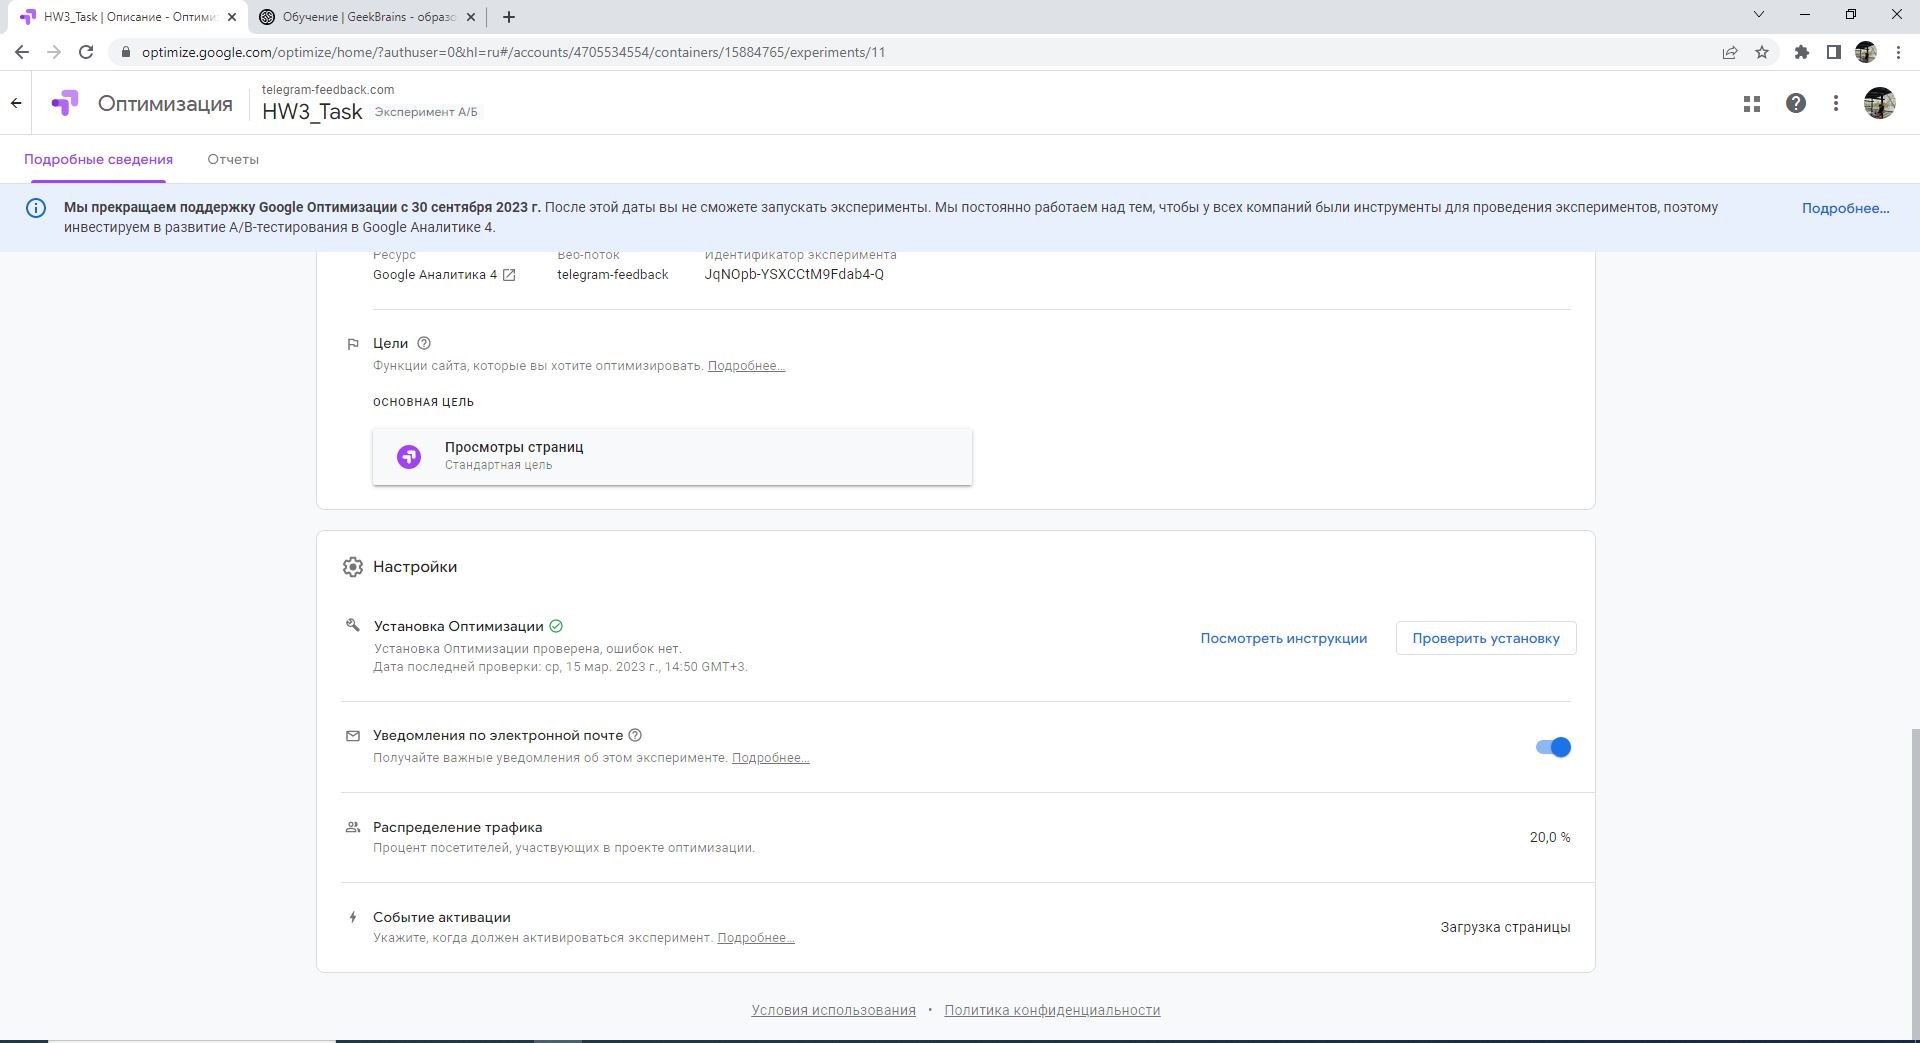 HW3_Task | Описание - Оптими
Обучение | GeekBrains - образо
optimize.google.com/optimize/home/?authuser=0&hl=ru#/accounts/4705534554/containers/15884765/experiments/11
Оптимизация
telegram-feedback.com
HW3_Task Эксперимент А/Б
Подробные сведения
Отчеты
Мы прекращаем поддержку Google Оптимизации с 30 сентября 2023 г. После этой даты вы не сможете запускать эксперименты. Мы постоянно работаем над тем, чтобы у всех компаний были инструменты для проведения экспериментов, поэтому
инвестируем в развитие A/B-тестирования в Google Аналитике 4.
Подробнее...
Ресурс
Веб-поток
Идентификатор эксперимента
Google Аналитика 4
telegram-feedback
JqNOpb-YSXCCtM9Fdab4-Q
Цели
Функции сайта, которые вы хотите оптимизировать. Подробнее...
ОСНОВНАЯ ЦЕЛЬ
Просмотры страниц
Стандартная цель
Настройки
Установка Оптимизации
Установка Оптимизации проверена, ошибок нет.
Дата последней проверки: ср, 15 мар. 2023 г., 14:50 GMT+3.
Посмотреть инструкции
Проверить установку
Уведомления по электронной почте
Получайте важные уведомления об этом эксперименте. Подробнее...
Распределение трафика
Процент посетителей, участвующих в проекте оптимизации.
20,0 %
Событие активации
Укажите, когда должен активироваться эксперимент. Подробнее...
Загрузка страницы
Условия использования • Политика конфиденциальности